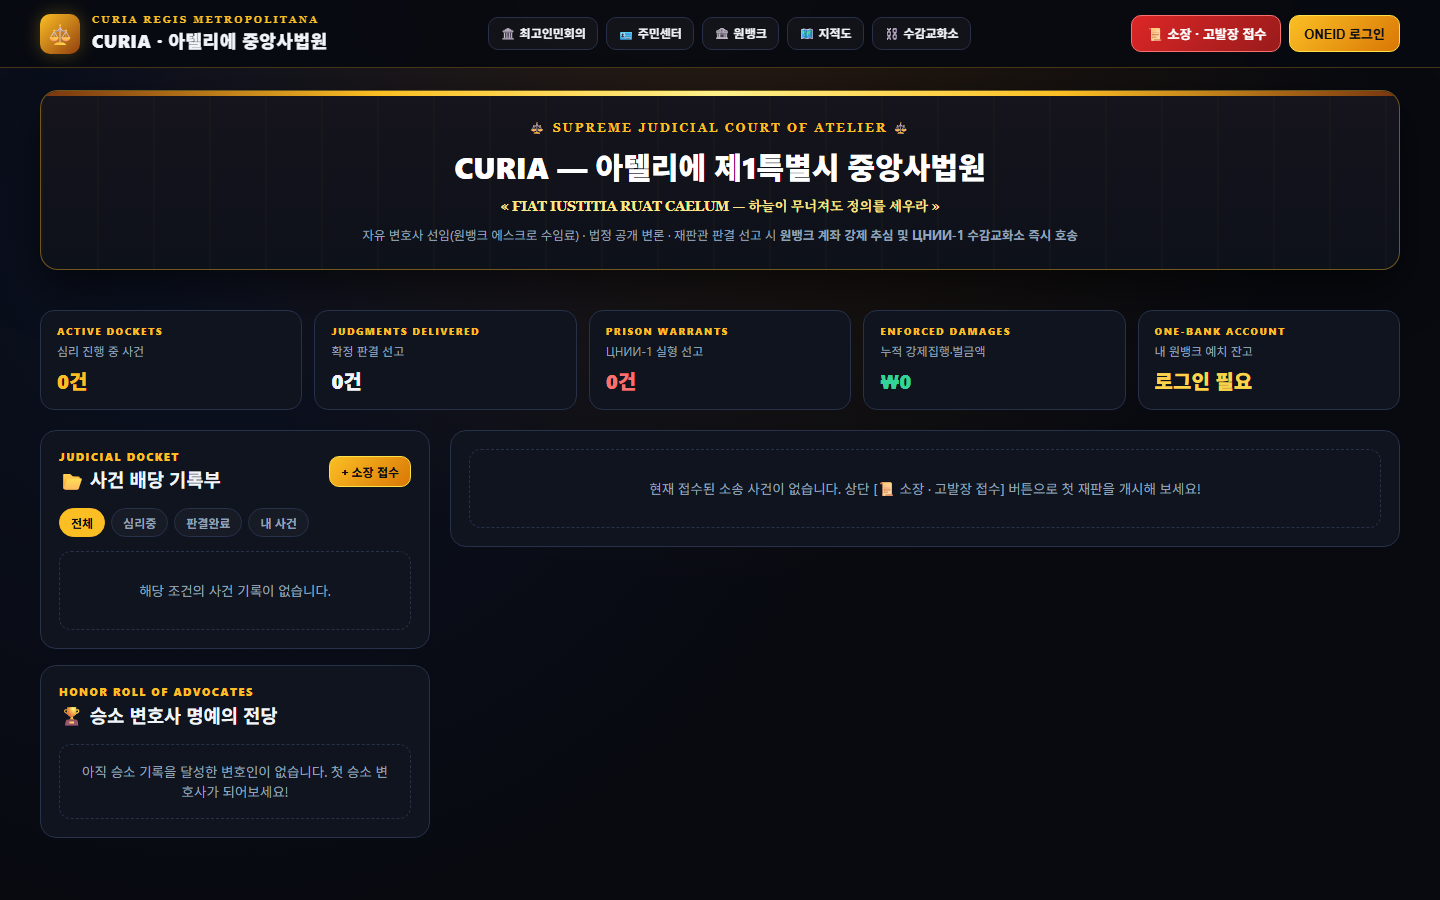 CURIA REGIS METROPOLITANA
CURIA · 아텔리에 중앙사법원
최고인민회의
주민센터
원뱅크
지적도
수감교화소
소장 · 고발장 접수
ONEID 로그인
SUPREME JUDICIAL COURT OF ATELIER
CURIA — 아텔리에 제1특별시 중앙사법원
« FIAT IUSTITIA RUAT CAELUM — 하늘이 무너져도 정의를 세우라 »
자유 변호사 선임(원뱅크 에스크로 수임료) · 법정 공개 변론 · 재판관 판결 선고 시 원뱅크 계좌 강제 추심 및 ЦНИИ-1 수감교화소 즉시 호송
ACTIVE DOCKETS
심리 진행 중 사건
0건
JUDGMENTS DELIVERED
확정 판결 선고
0건
PRISON WARRANTS
ЦНИИ-1 실형 선고
0건
ENFORCED DAMAGES
누적 강제집행·벌금액
₩0
ONE-BANK ACCOUNT
내 원뱅크 예치 잔고
로그인 필요
JUDICIAL DOCKET
사건 배당 기록부
+ 소장 접수
전체
심리중
판결완료
내 사건
해당 조건의 사건 기록이 없습니다.
현재 접수된 소송 사건이 없습니다. 상단 [📜 소장 · 고발장 접수] 버튼으로 첫 재판을 개시해 보세요!
HONOR ROLL OF ADVOCATES
승소 변호사 명예의 전당
아직 승소 기록을 달성한 변호인이 없습니다. 첫 승소 변
호사가 되어보세요!